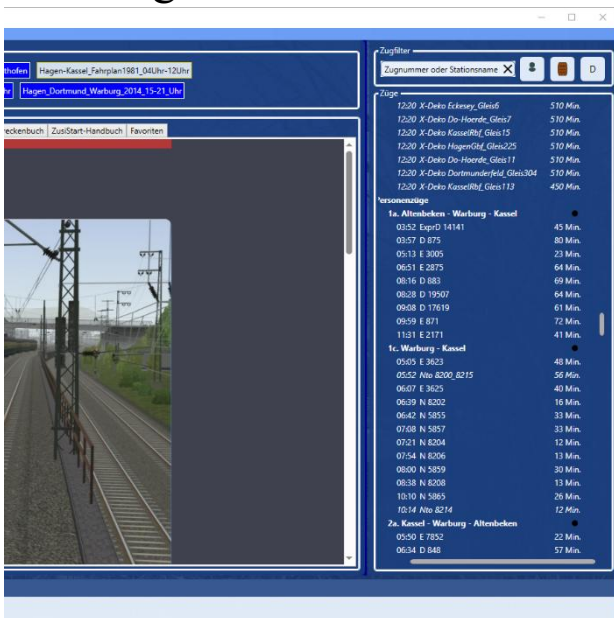 Zugfilter
thofen Hagen-Kassel_Fahrplan1981_04Uhr-12Uhr
hr Hagen_Dortmund_Warburg_2014_15-21_Uhr
Zugnummer oder Stationsname X D
Züge
reckenbuch ZusiStart-Handbuch Favoriten
12:20 X-Deko Eckesey_Gleis6 510 Min.
12:20 X-Deko Do-Hoerde_Gleis7 510 Min.
12:20 X-Deko KasselRbf_Gleis15 510 Min.
12:20 X-Deko HagenGbf_Gleis225 510 Min.
12:20 X-Deko Do-Hoerde_Gleis11 510 Min.
12:20 X-Deko Dortmunderfeld_Gleis304 510 Min.
12:20 X-Deko KasselRbf_Gleis113 450 Min.
ersonenzüge
1a. Altenbeken - Warburg - Kassel
03:52 ExprD 14141 45 Min.
03:57 D 875 80 Min.
05:13 E 3005 23 Min.
06:51 E 2875 64 Min.
08:16 D 883 69 Min.
08:28 D 19507 64 Min.
09:08 D 17619 61 Min.
09:59 E 871 72 Min.
11:31 E 2171 41 Min.
1c. Warburg - Kassel
05:05 E 3623 48 Min.
05:52 Nto 8200_8215 56 Min.
06:07 E 3625 40 Min.
06:39 N 8202 16 Min.
06:42 N 5855 33 Min.
07:08 N 5857 33 Min.
07:21 N 8204 12 Min.
07:54 N 8206 13 Min.
08:00 N 5859 30 Min.
08:38 N 8208 13 Min.
10:10 N 5865 26 Min.
10:14 Nto 8214 12 Min.
2a. Kassel - Warburg - Altenbeken
05:50 E 7852 22 Min.
06:34 D 848 57 Min.